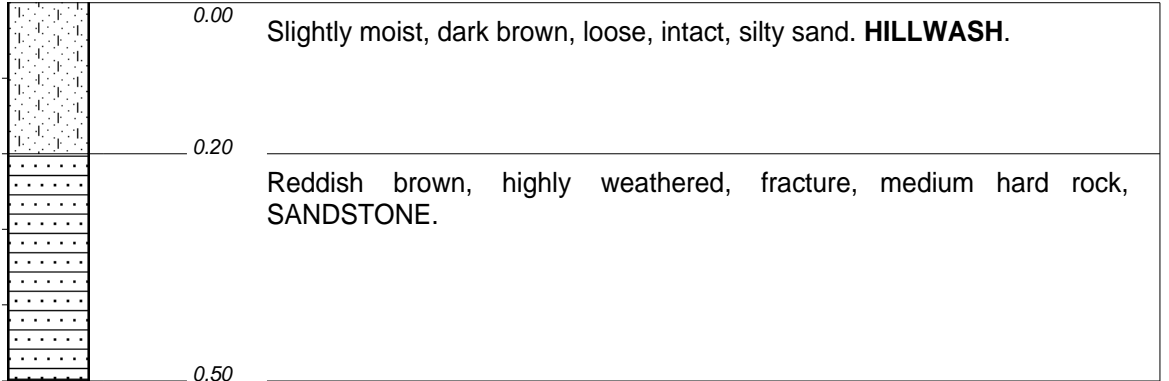 0.00
Slightly moist, dark brown, loose, intact, silty sand. HILLWASH.
0.20
Reddish brown, highly weathered, fracture, medium hard rock,
SANDSTONE.
0.50